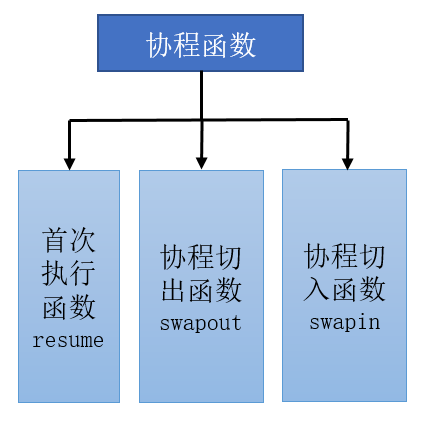 协程函数
首次
执行
函数
resume
协程切
出函数
swapout
协程切
入函数
swapin